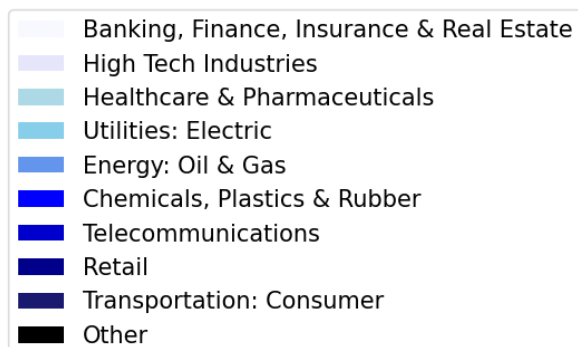 Banking, Finance, Insurance & Real Estate
High Tech Industries
Healthcare & Pharmaceuticals
Utilities: Electric
Energy: Oil & Gas
Chemicals, Plastics & Rubber
Telecommunications
Retail
Transportation: Consumer
Other